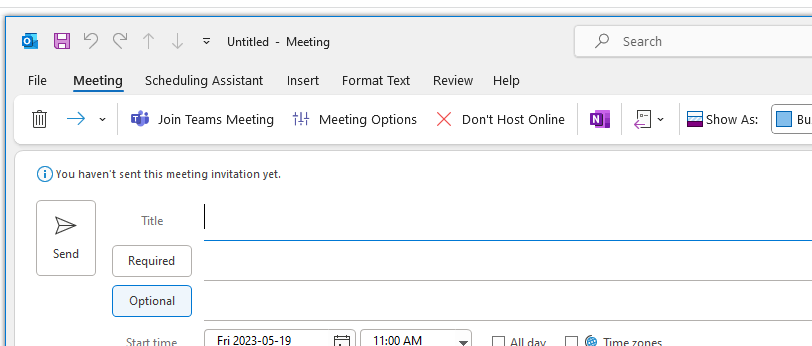 Untitled - Meeting
Search
File Meeting Scheduling Assistant Insert Format Text Review Help
Join Teams Meeting Meeting Options Don't Host Online Show As: Bu
You haven't sent this meeting invitation yet.
Title
Send
Required
Optional
Start time Fri 2023-05-19 11:00 AM All day Time zones